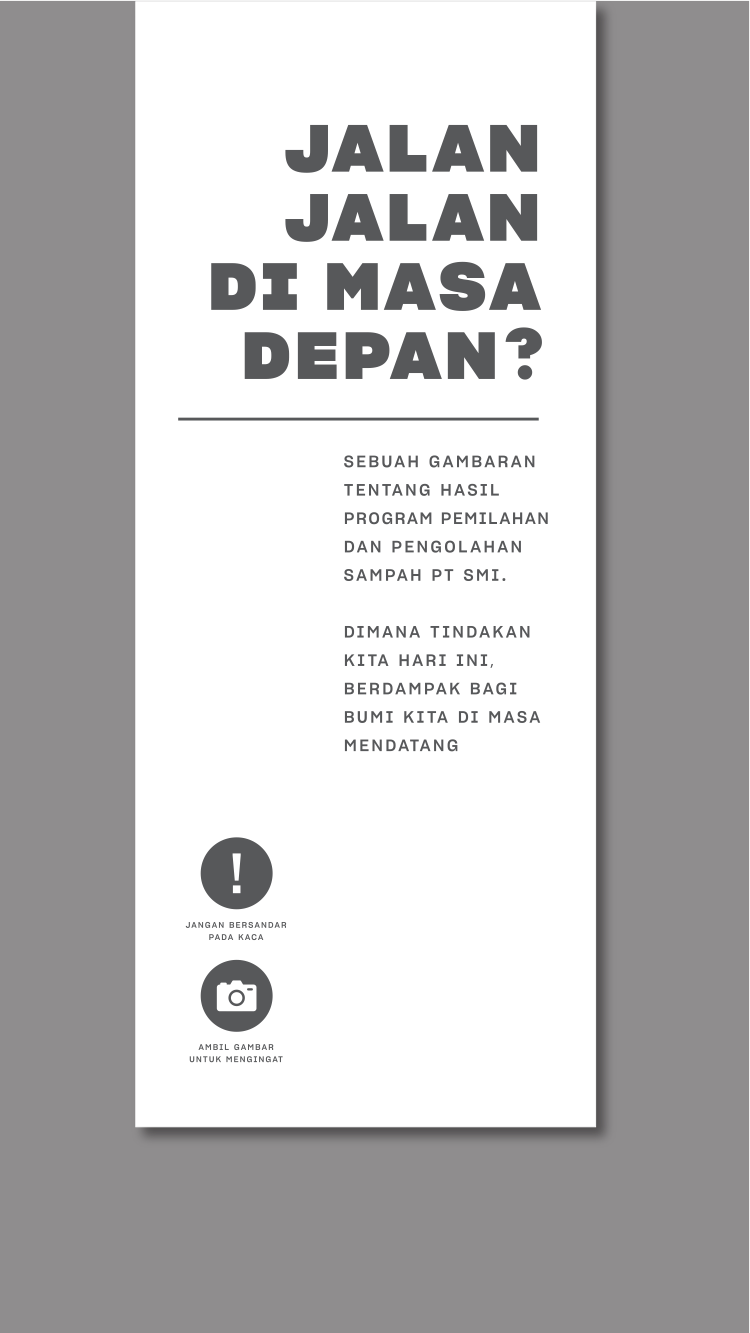 JALAN
JALAN
DI MASA
DEPAN?
SEBUAH GAMBARAN
TENTANG HASIL
PROGRAM PEMILAHAN
DAN PENGOLAHAN
SAMPAH PT SMI.
DIMANA TINDAKAN
KITA HARI INI,
BERDAMPAK BAGI
BUMI KITA DI MASA
MENDATANG
!
JANGAN BERSANDAR
PADA KACA
AMBIL GAMBAR
UNTUK MENGINGAT